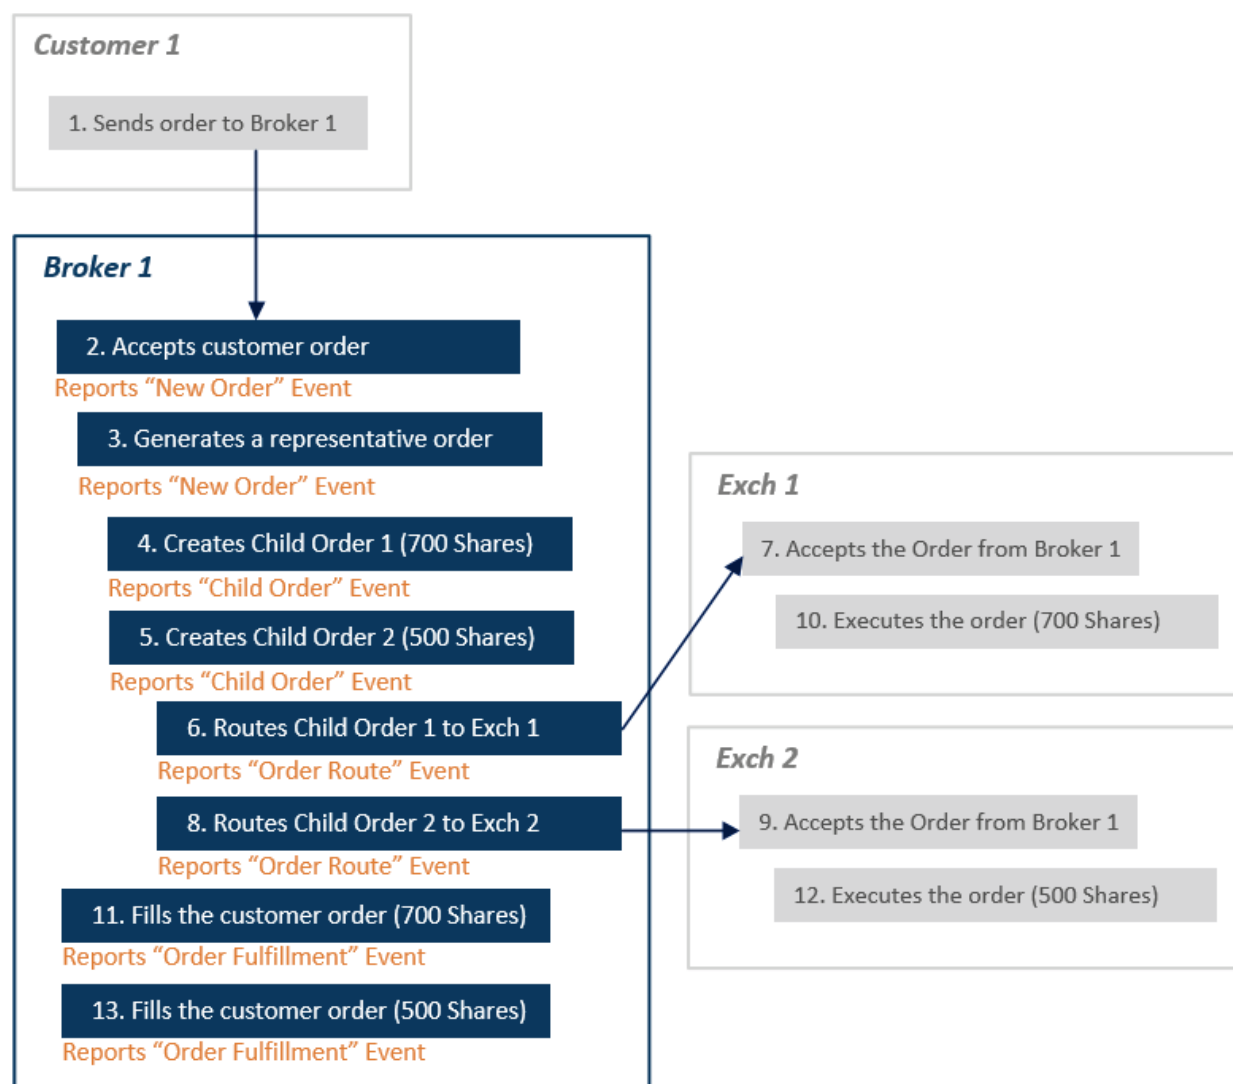 Customer 1
1. Sends order to Broker 1
Broker 1
2. Accepts customer order
Reports “New Order” Event
3. Generates a representative order
Reports “New Order” Event
4. Creates Child Order 1 (700 Shares)
Reports “Child Order” Event
5. Creates Child Order 2 (500 Shares)
Reports “Child Order” Event
6. Routes Child Order 1 to Exch 1
Reports “Order Route” Event
8. Routes Child Order 2 to Exch 2
Reports “Order Route” Event
11. Fills the customer order (700 Shares)
Reports “Order Fulfillment” Event
13. Fills the customer order (500 Shares)
Reports “Order Fulfillment” Event
Exch 1
7. Accepts the Order from Broker 1
10. Executes the order (700 Shares)
Exch 2
9. Accepts the Order from Broker 1
12. Executes the order (500 Shares)